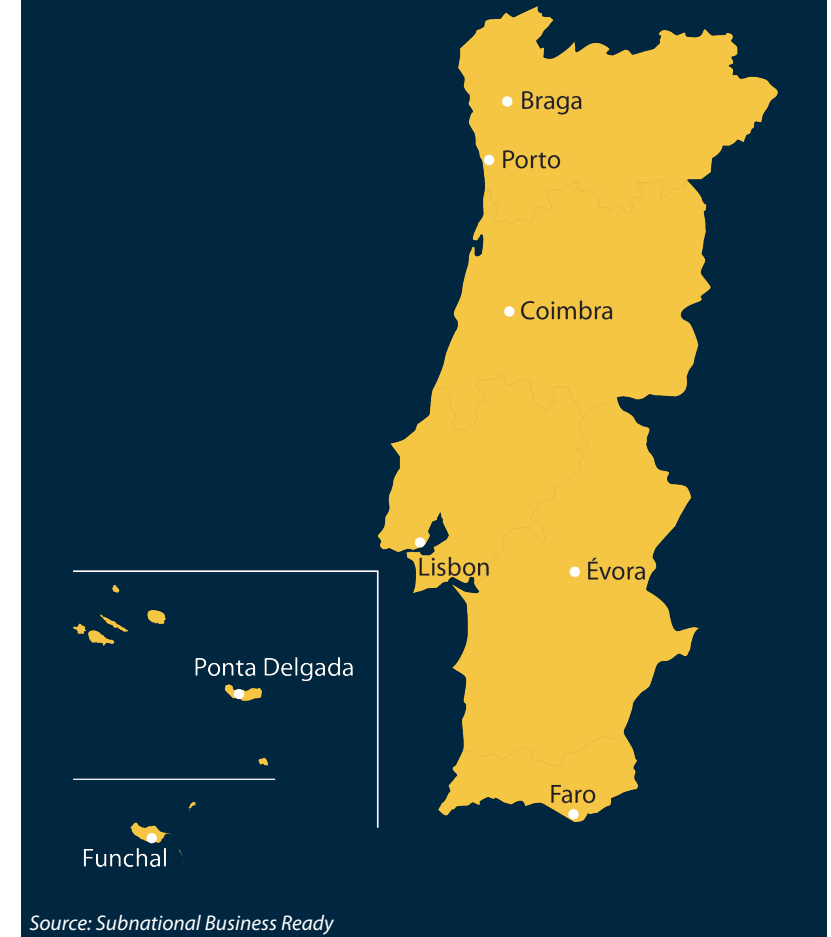 Braga
Porto
Coimbra
Lisbon
Évora
Ponta Delgada
Faro
Funchal
Source: Subnational Business Ready